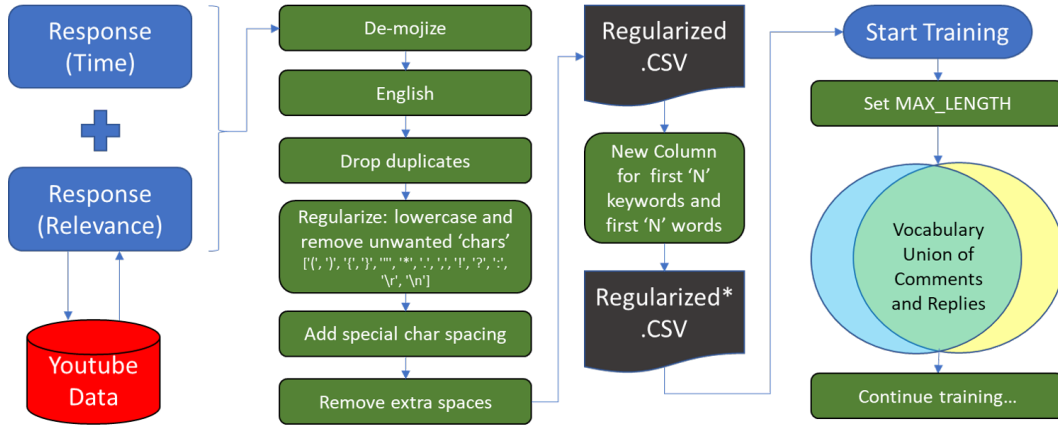 Response
(Time)
Response
(Relevance)
Youtube
Data
De-mojize
English
Drop duplicates
Regularize: lowercase and
remove unwanted ‘chars’
['(', ')', '{', '}', '"', '*', '.', ',', '!', '?', ':',
'\r', '\n']
Add special char spacing
Remove extra spaces
Regularized
.CSV
New Column
for first ‘N’
keywords and
first ‘N’ words
Regularized*
.CSV
Start Training
Set MAX_LENGTH
Vocabulary
Union of
Comments
and Replies
Continue training...